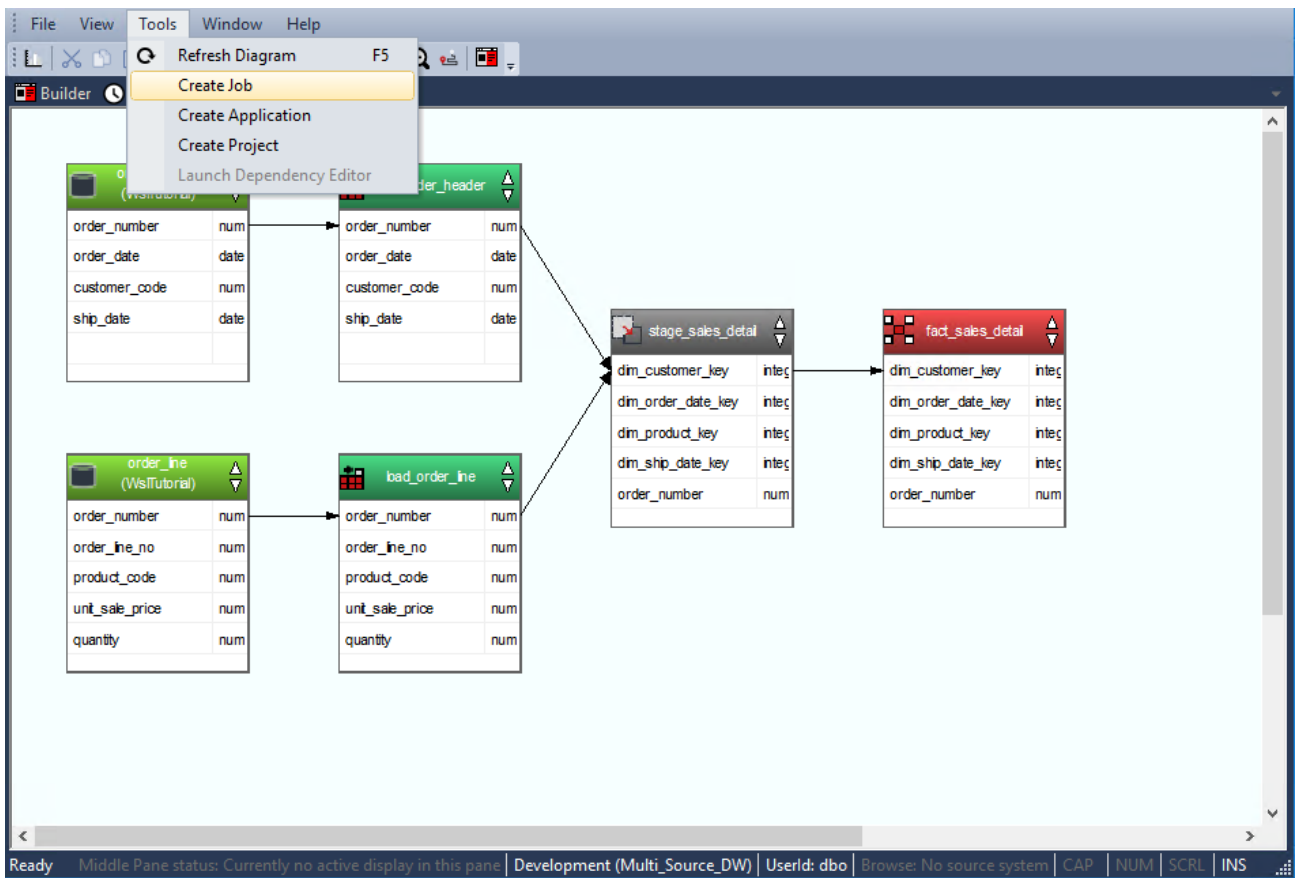 File View Tools Window Help
Refresh Diagram F5
Builder
Create Job
Create Application
Create Project
Launch Dependency Editor
(WslTutorial)
order_number num
order_date date
customer_code num
ship_date date
order_number num
order_date date
customer_code num
ship_date date
order_line
(WslTutorial)
order_number num
order_line_no num
product_code num
unit_sale_price num
quantity num
load_order_line
order_number num
order_line_no num
product_code num
unit_sale_price num
quantity num
stage_sales_detail
dim_customer_key integ
dim_order_date_key integ
dim_product_key integ
dim_ship_date_key integ
order_number num
fact_sales_detail
dim_customer_key integ
dim_order_date_key integ
dim_product_key integ
dim_ship_date_key integ
order_number num
Ready Middle Pane status: Currently no active display in this pane Development (Multi_Source_DW) UserId: dbo Browse: No source system CAP NUM SCRL INS